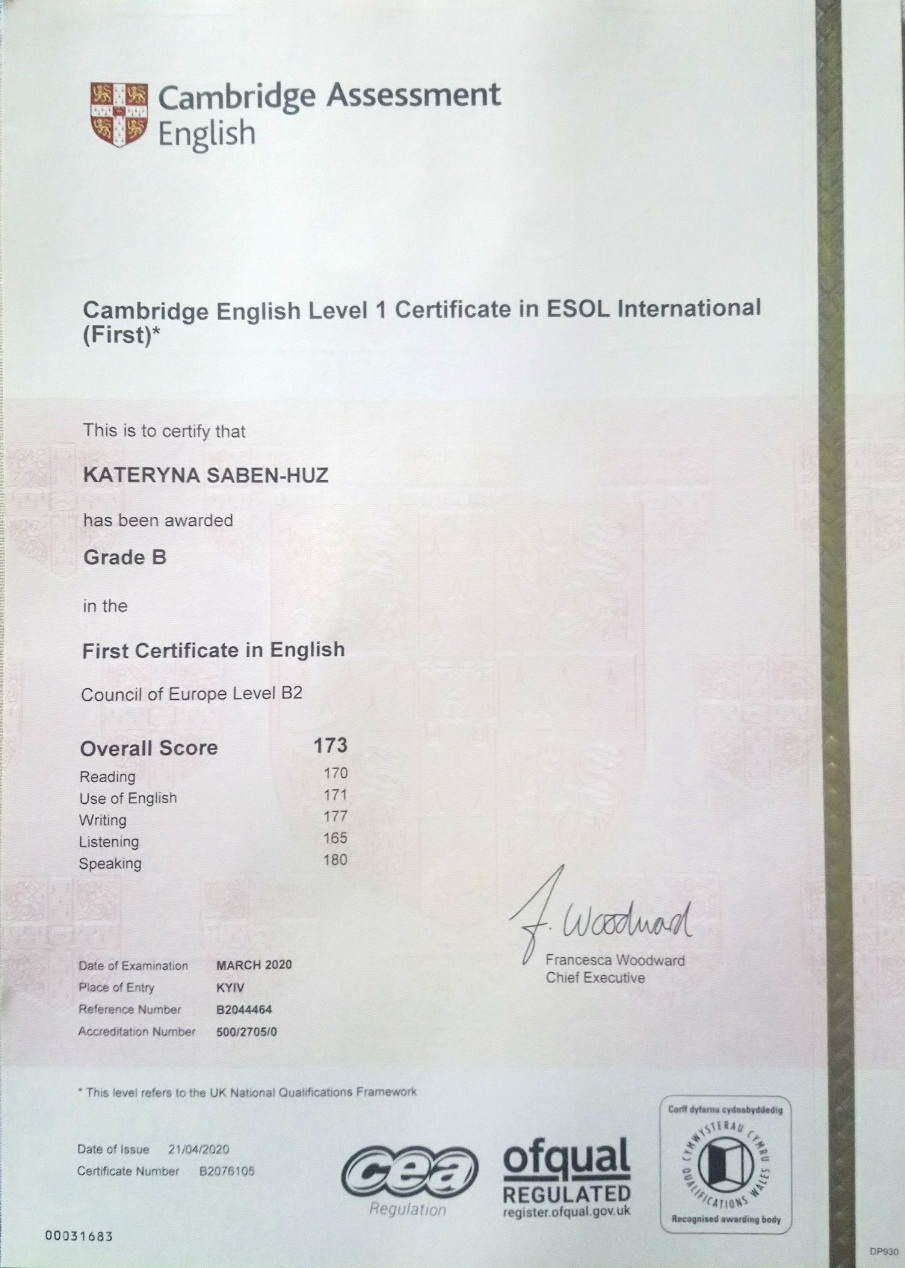 Cambridge Assessment
English
Cambridge English Level 1 Certificate in ESOL International
(First)*
This is to certify that
KATERYNA SABEN-HUZ
has been awarded
Grade B
in the
First Certificate in English
Council of Europe Level B2
Overall Score 173
Reading 170
Use of English 171
Writing 177
Listening 165
Speaking 180
F. Woodward
Francesca Woodward
Chief Executive
Date of Examination MARCH 2020
Place of Entry KYIV
Reference Number B2044464
Accreditation Number 500/2705/0
* This level refers to the UK National Qualifications Framework
Date of Issue 21/04/2020
Certificate Number B2076105
cea
Regulation
ofqual
REGULATED
register.ofqual.gov.uk
Corff dyfarnu cydnabyddedig
CYMWYSTERAU CYMRU
QUALIFICATIONS WALES
Recognised awarding body
00031683
DP930